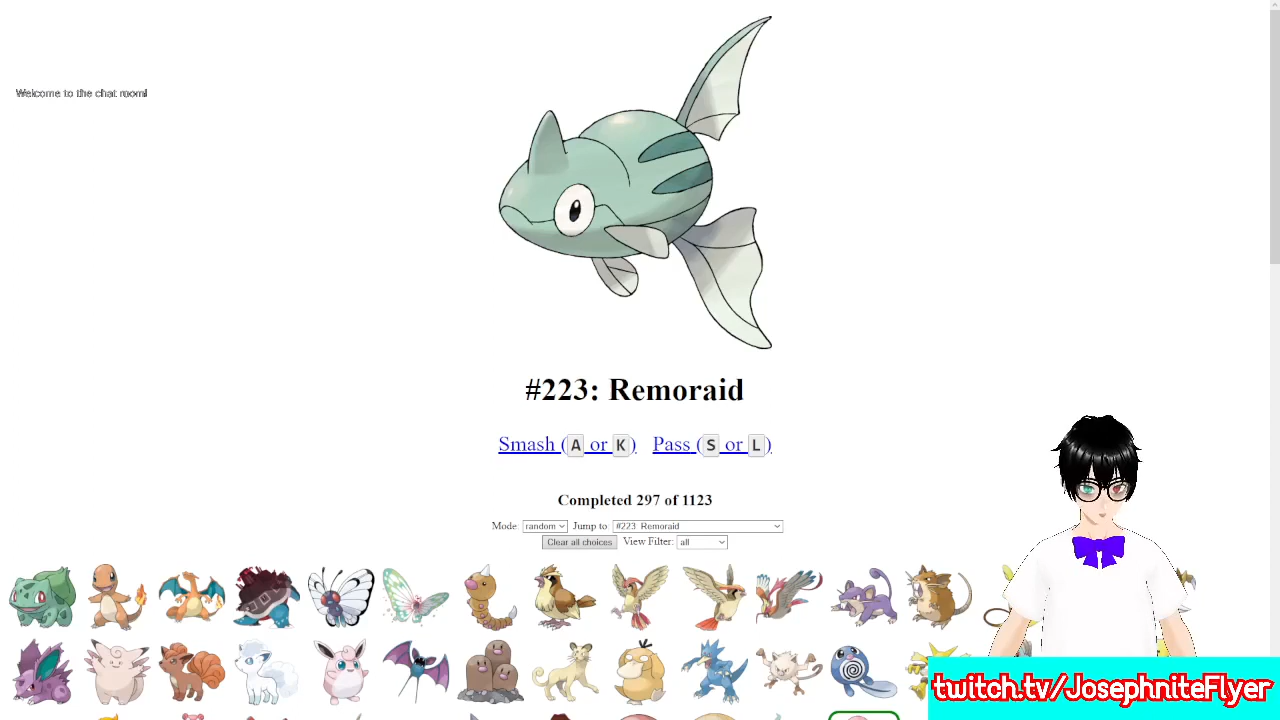 Welcome to the chat room!
#223: Remoraid
Smash (A or K) Pass (S or L)
Completed 297 of 1123
Mode: random Jump to: #223 Remoraid
Clear all choices View Filter: all
twitch.tv/JosephniteFlyer